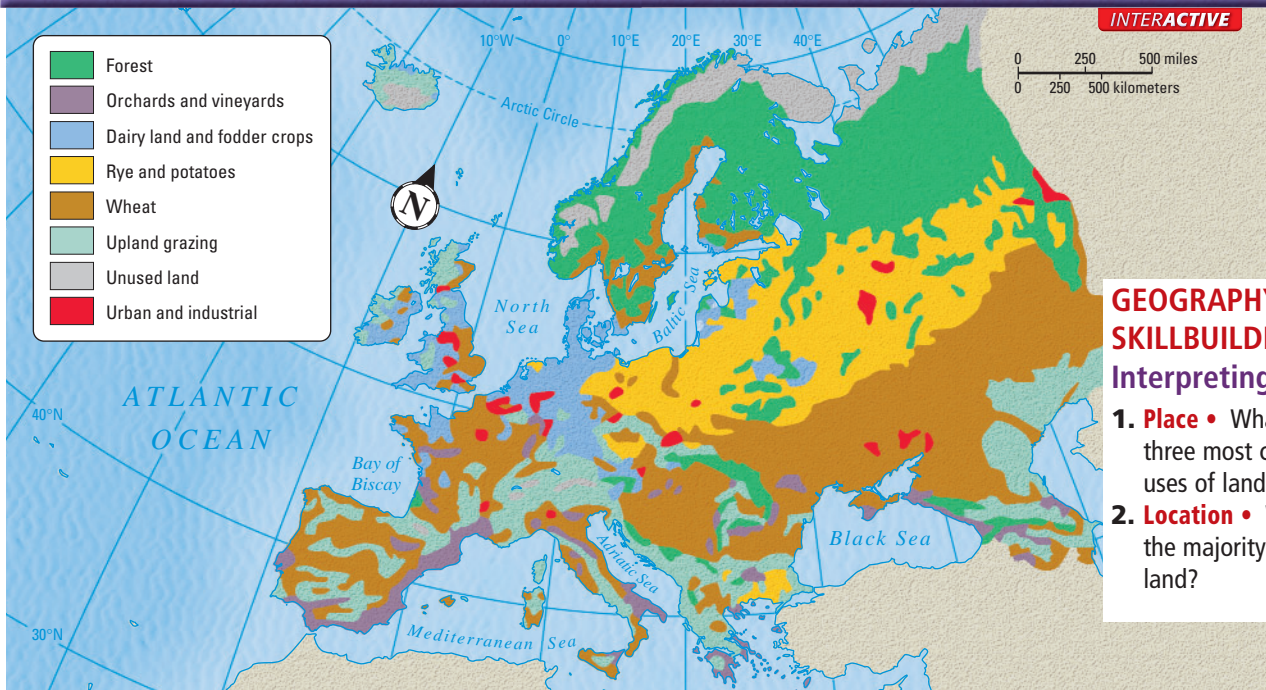 INTERACTIVE
Forest
Orchards and vineyards
Dairy land and fodder crops
Rye and potatoes
Wheat
Upland grazing
Unused land
Urban and industrial
10°W
0°
10°E
20°E
30°E
40°E
0 250 500 miles
0 250 500 kilometers
Arctic Circle
N
North
Sea
Baltic Sea
ATLANTIC
OCEAN
40°N
Bay of
Biscay
Adriatic Sea
Black Sea
Mediterranean Sea
30°N
GEOGRAPHY
SKILLBUILD
Interpreting
1. Place • Wha
three most c
uses of land
2. Location •
the majority
land?